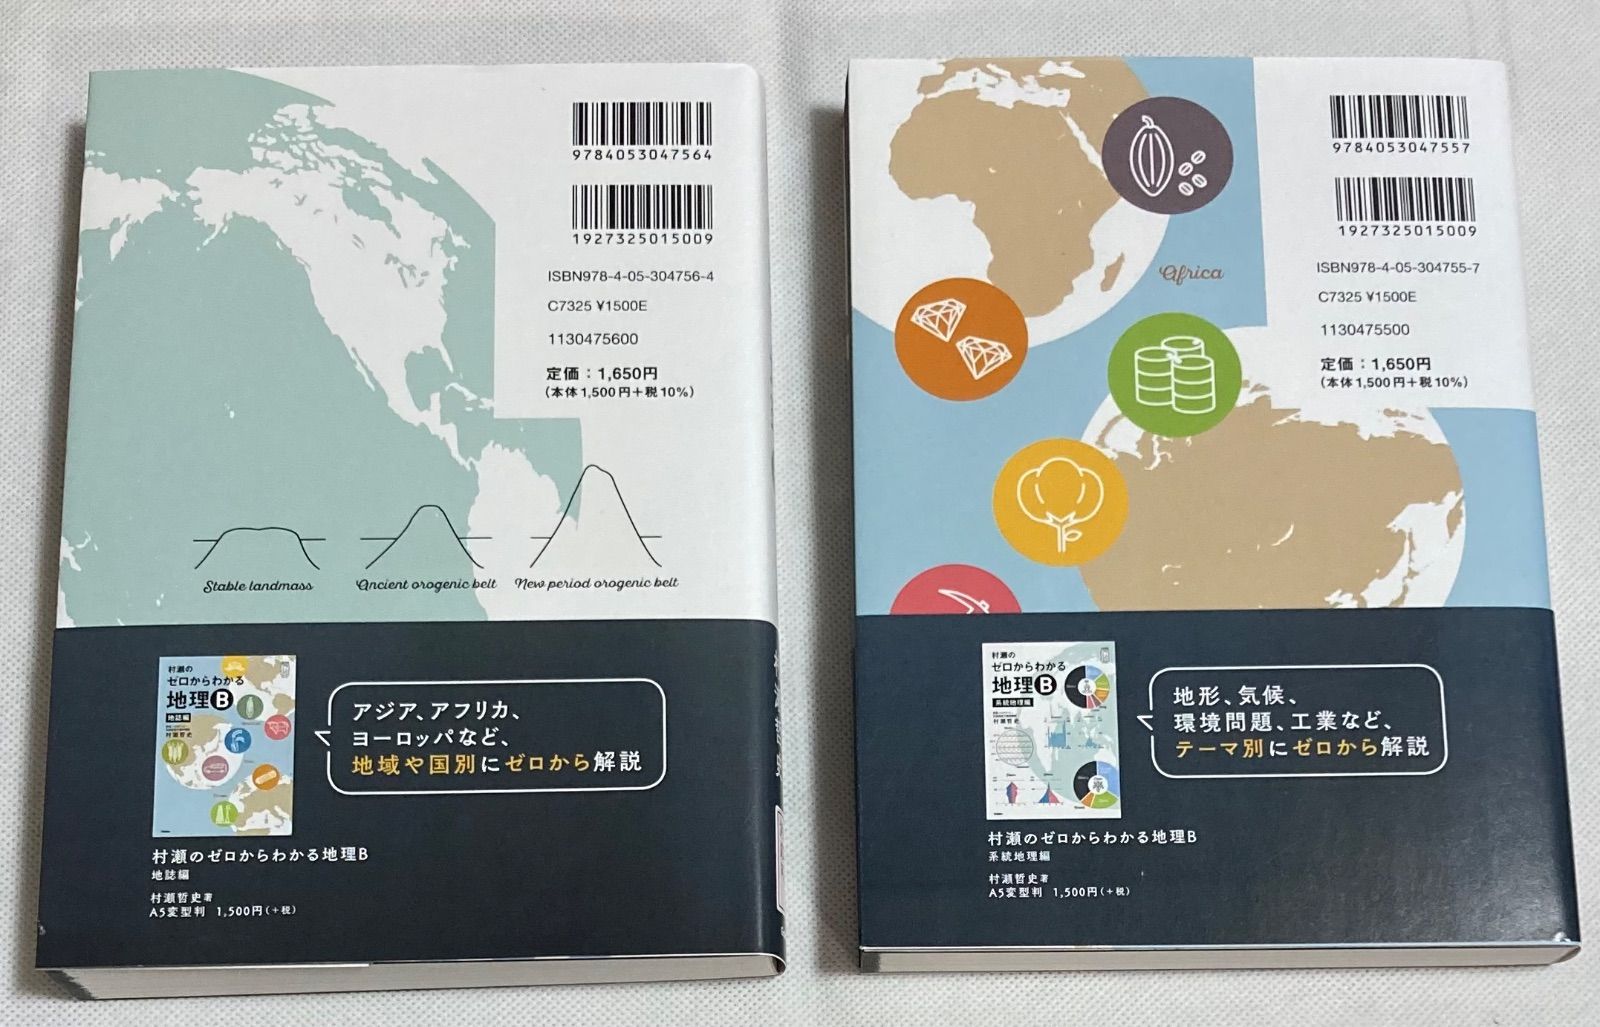 9784053047564
1927325015009
ISBN978-4-05-304756-4
C7325 ¥1500E
1130475600
定価：1,650円
（本体1,500円＋税10%）
Stable landmass
Ancient orogenic belt
New period orogenic belt
村瀬の
ゼロからわかる
地理B
地誌編
村瀬哲史
アジア、アフリカ、
ヨーロッパなど、
地域や国別にゼロから解説
村瀬のゼロからわかる地理B
地誌編
村瀬哲史著
A5変型判 1,500円（＋税）
9784053047557
1927325015009
ISBN978-4-05-304755-7
C7325 ¥1500E
1130475500
定価：1,650円
（本体1,500円＋税10%）
Africa
村瀬の
ゼロからわかる
地理B
系統地理編
村瀬哲史
地形、気候、
環境問題、工業など、
テーマ別にゼロから解説
村瀬のゼロからわかる地理B
系統地理編
村瀬哲史著
A5変型判 1,500円（＋税）